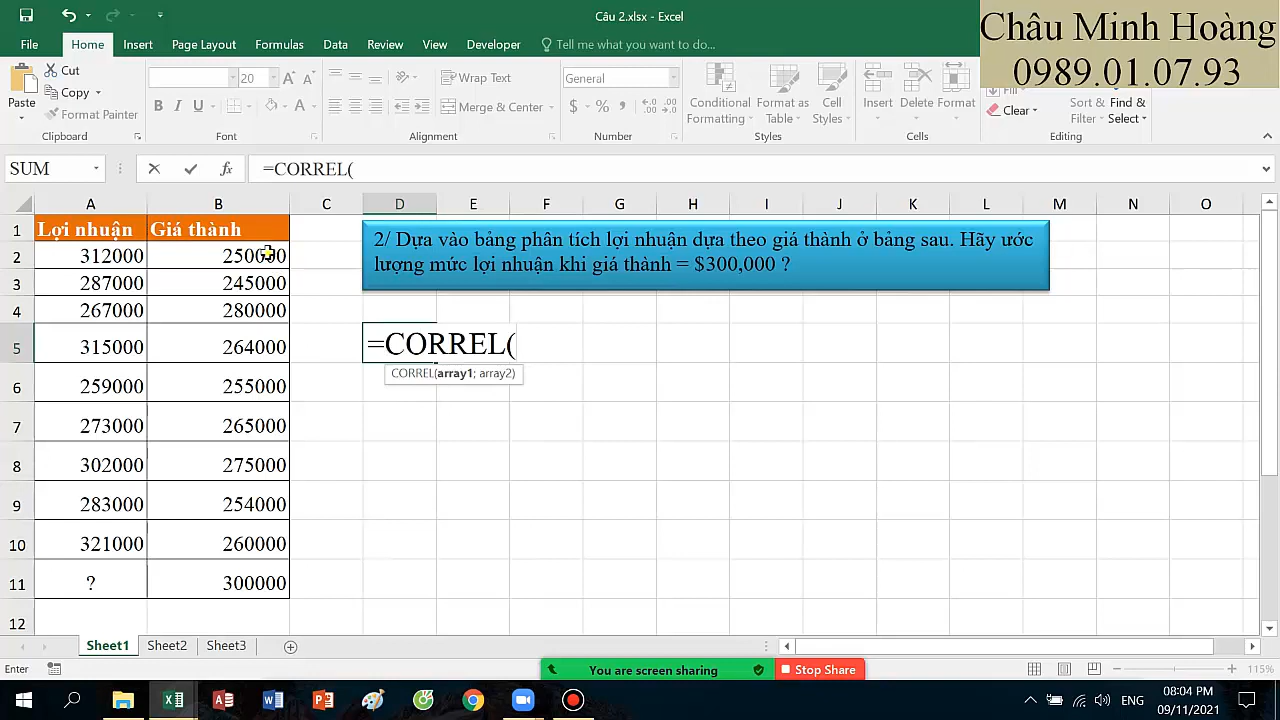 Câu 2.xlsx - Excel
Châu Minh Hoàng
0989.01.07.93
File Home Insert Page Layout Formulas Data Review View Developer Tell me what you want to do...
Paste
Cut
Copy
Format Painter
Clipboard
20
A A
B I U
A
Font
Wrap Text
Merge & Center
Alignment
General
$ %
Number
Conditional Formatting
Format as Table
Cell Styles
Styles
Insert Delete Format
Cells
Fill
Clear
Sort & Filter
Find & Select
Editing
SUM
fx
=CORREL(
A B C D E F G H I J K L M N O
1 Lợi nhuận Giá thành
2 312000 250000
3 287000 245000
4 267000 280000
5 315000 264000
6 259000 255000
7 273000 265000
8 302000 275000
9 283000 254000
10 321000 260000
11 ? 300000
12
2/ Dựa vào bảng phân tích lợi nhuận dựa theo giá thành ở bảng sau. Hãy ước
lượng mức lợi nhuận khi giá thành = $300,000 ?
=CORREL(
CORREL(array1; array2)
Sheet1 Sheet2 Sheet3
Enter
You are screen sharing
Stop Share
115%
ENG
08:04 PM
09/11/2021